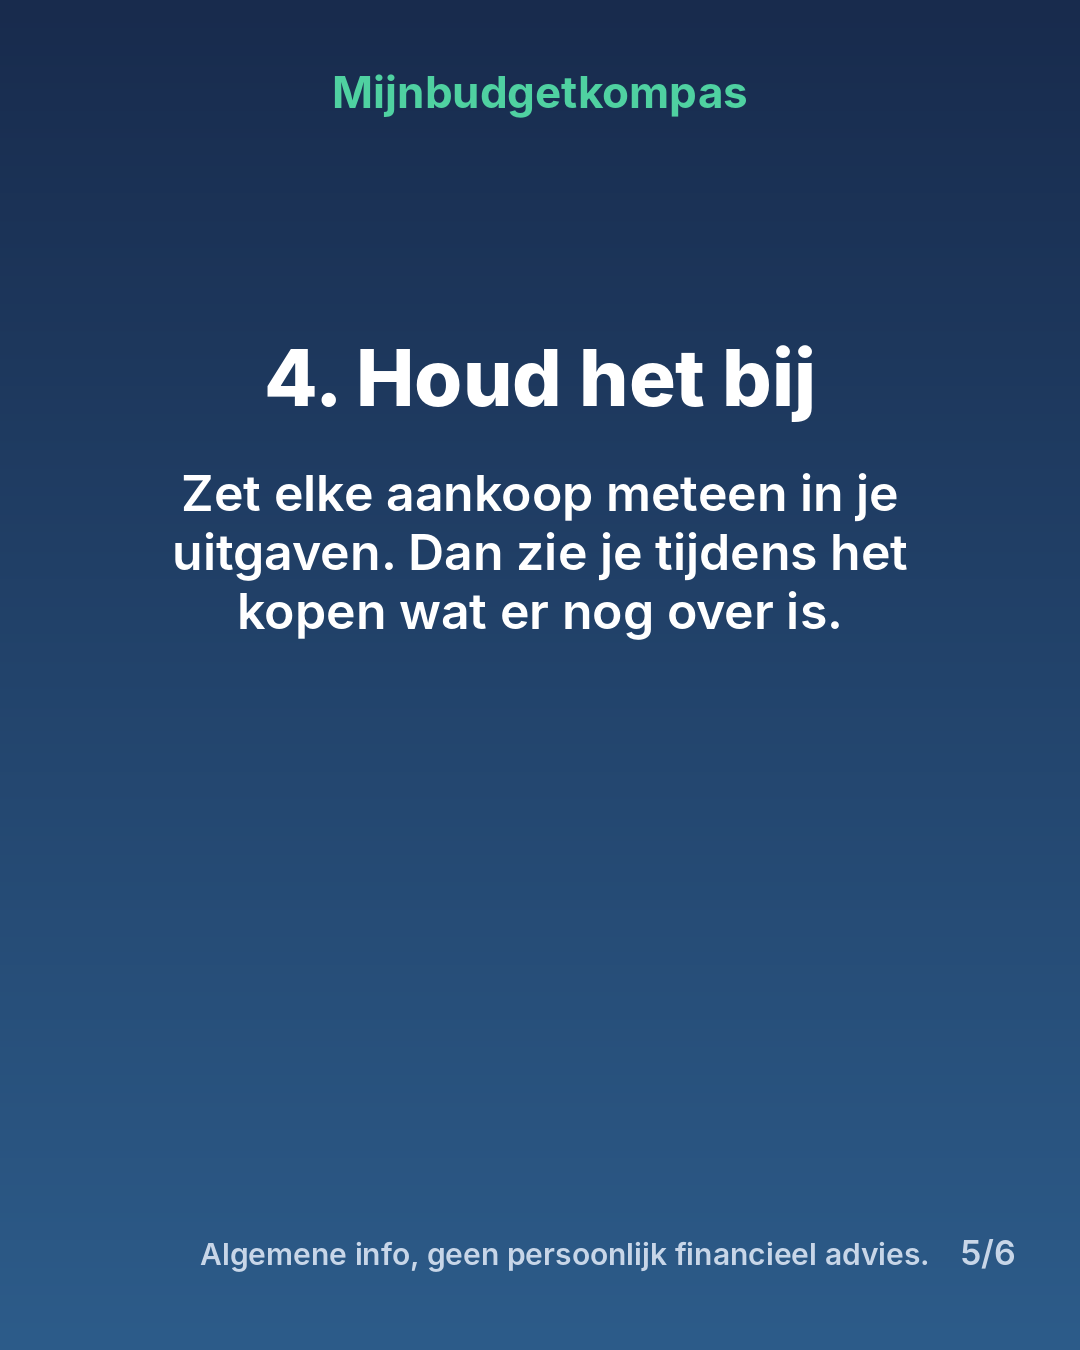 Mijnbudgetkompas
4. Houd het bij
Zet elke aankoop meteen in je
uitgaven. Dan zie je tijdens het
kopen wat er nog over is.
Algemene info, geen persoonlijk financieel advies. 5/6